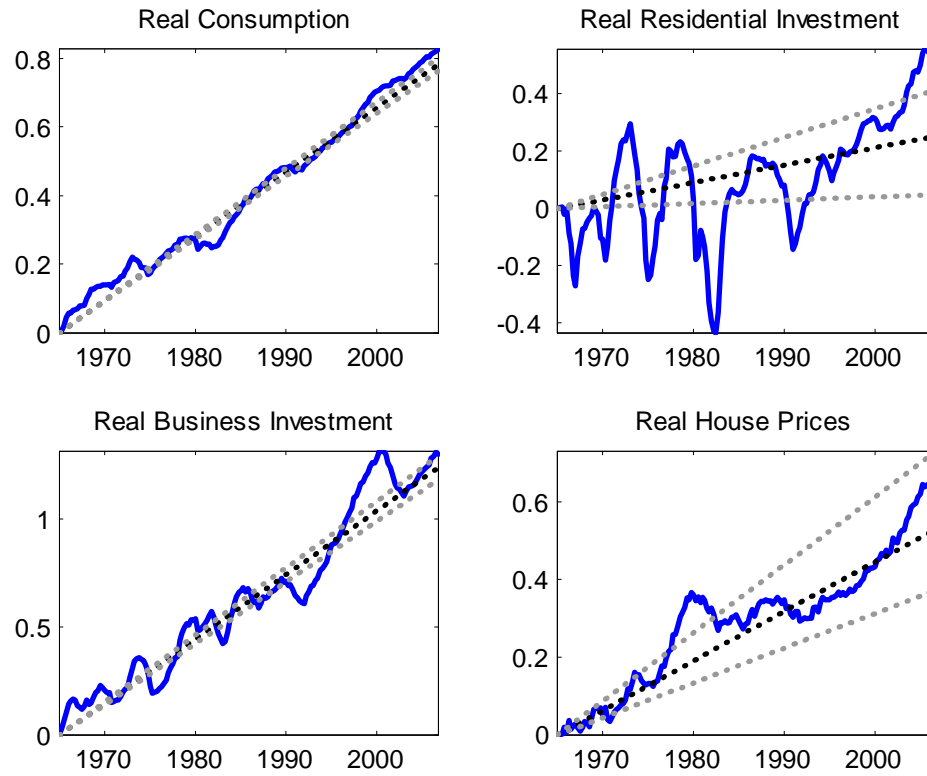 Real Consumption
0.8
0.6
0.4
0.2
0
1970 1980 1990 2000
Real Residential Investment
0.4
0.2
0
-0.2
-0.4
1970 1980 1990 2000
Real Business Investment
1
0.5
0
1970 1980 1990 2000
Real House Prices
0.6
0.4
0.2
0
1970 1980 1990 2000